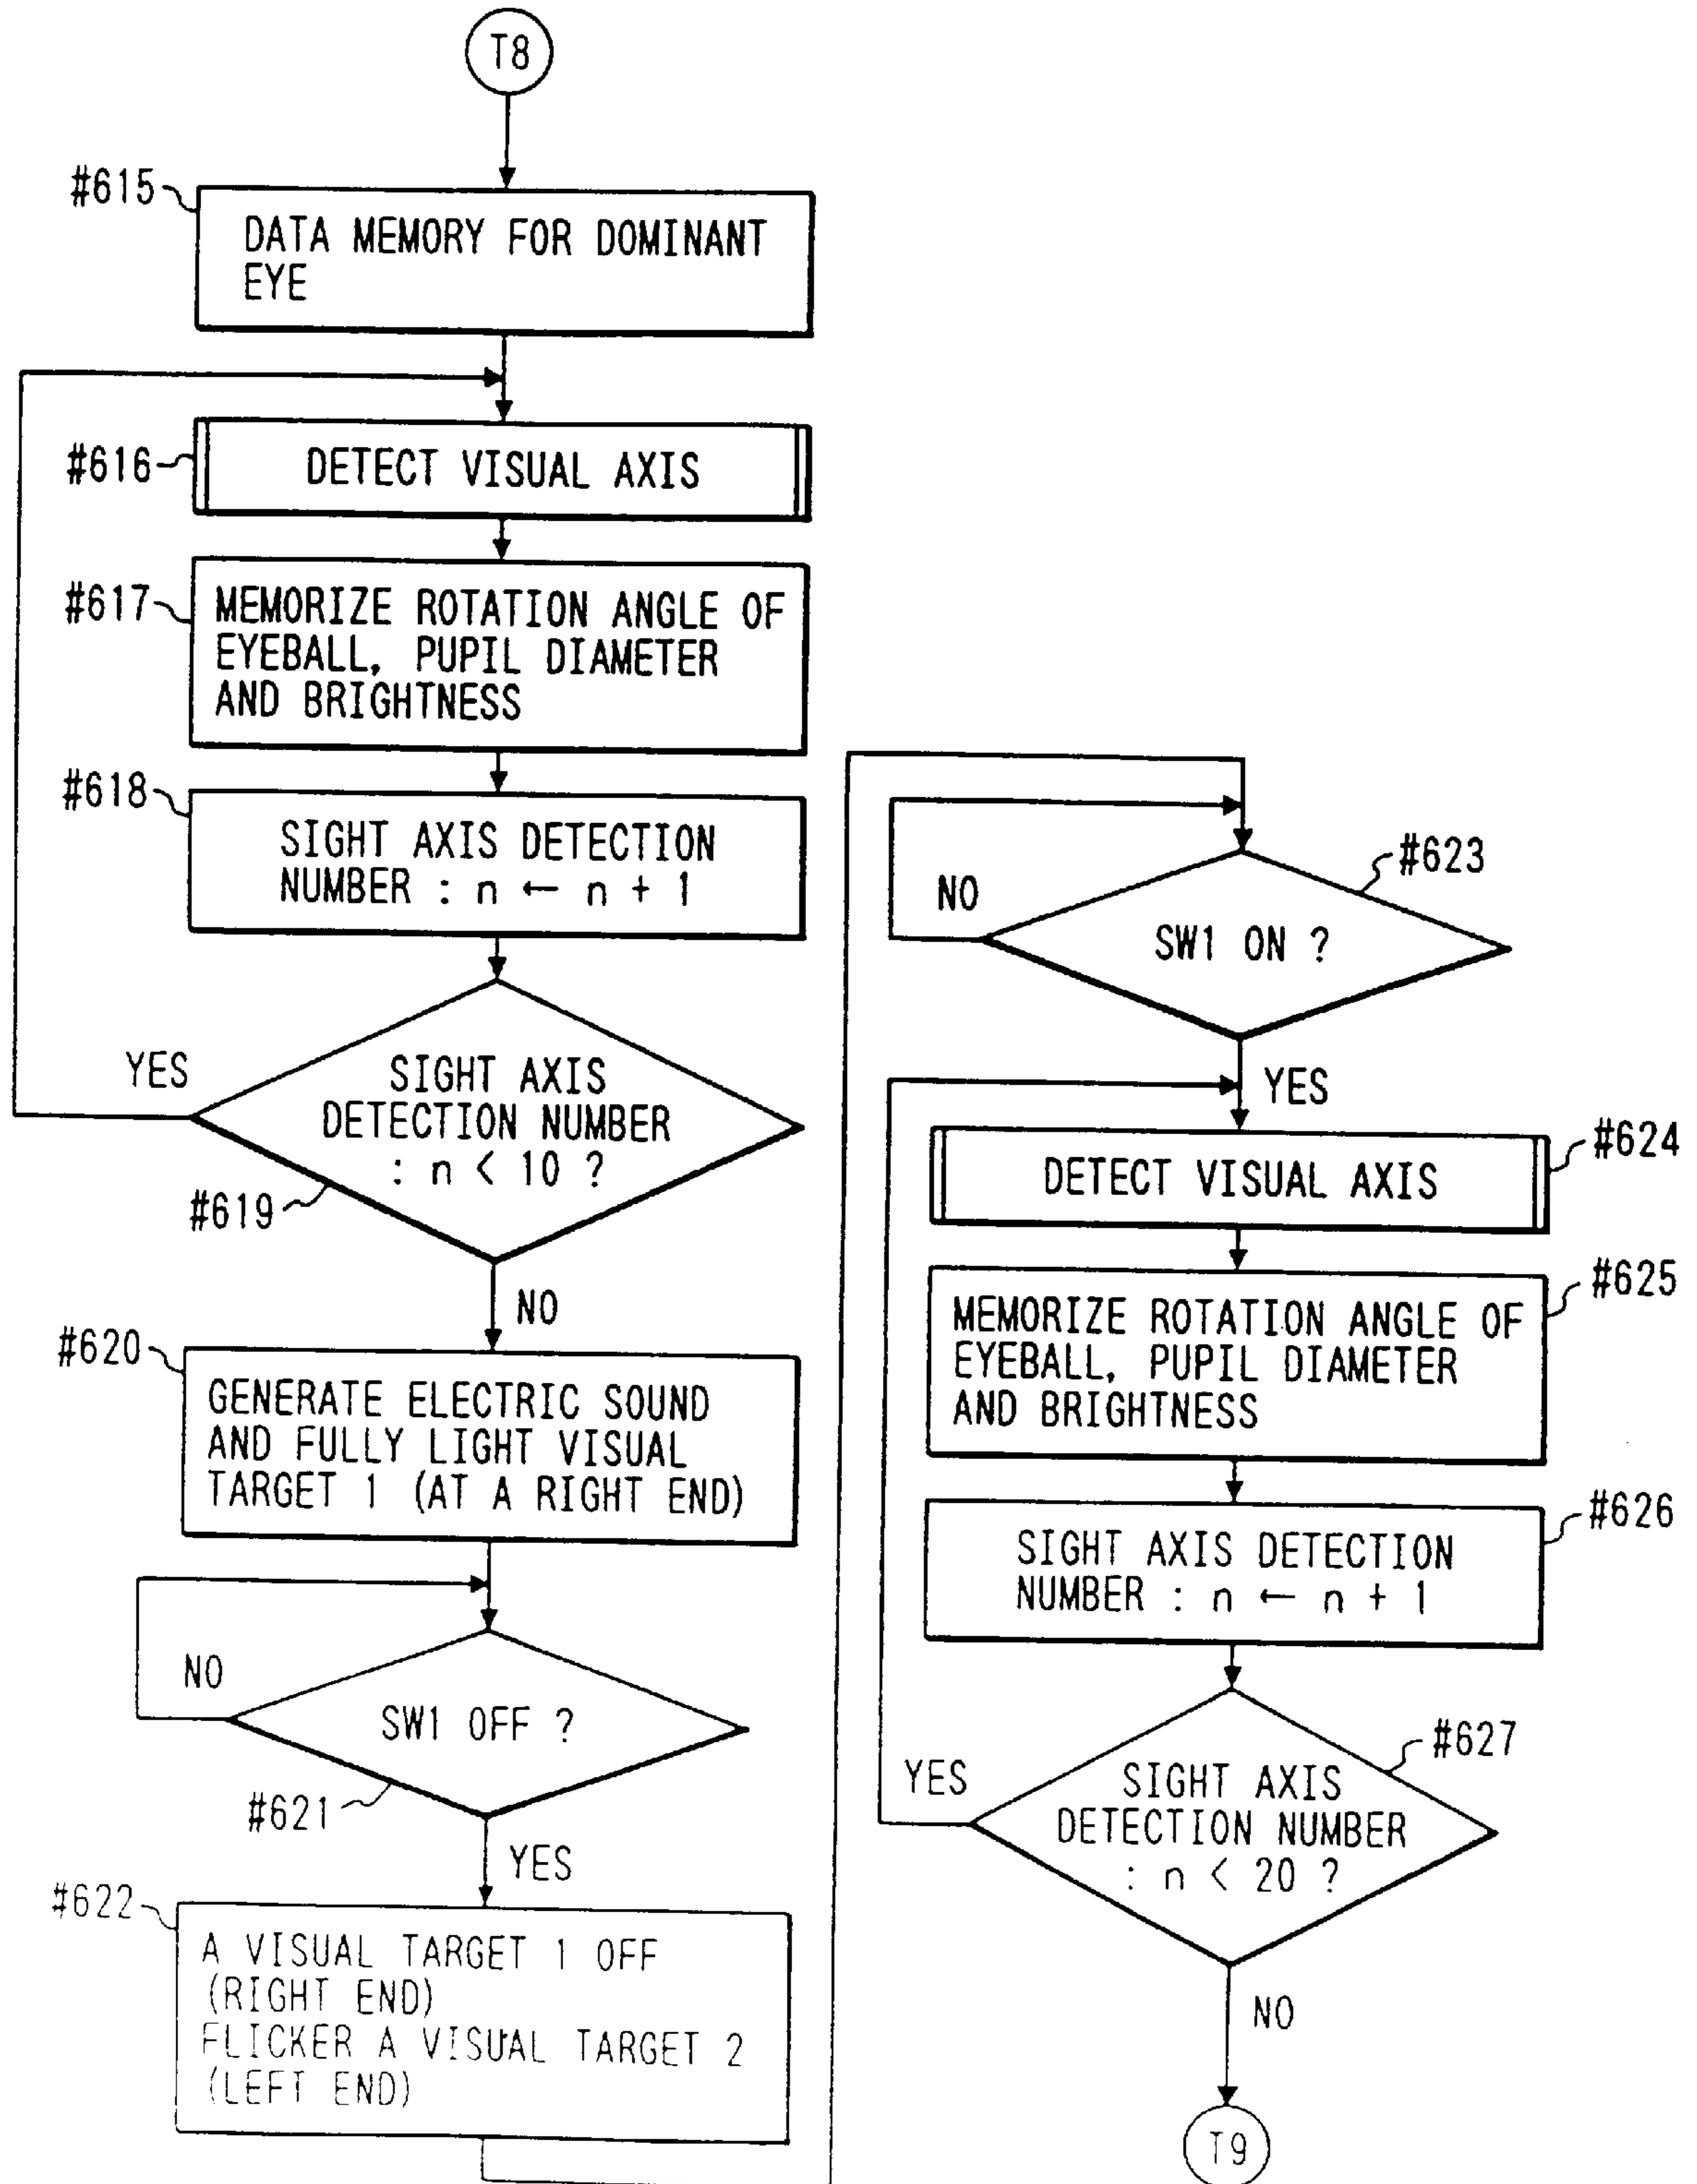 T8
#615
DATA MEMORY FOR DOMINANT
EYE
#616
DETECT VISUAL AXIS
#617
MEMORIZE ROTATION ANGLE OF
EYEBALL, PUPIL DIAMETER
AND BRIGHTNESS
#618
SIGHT AXIS DETECTION
NUMBER : n ← n + 1
YES
SIGHT AXIS
DETECTION NUMBER
: n < 10 ?
#619
NO
#620
GENERATE ELECTRIC SOUND
AND FULLY LIGHT VISUAL
TARGET 1 (AT A RIGHT END)
NO
SW1 OFF ?
#621
YES
#622
A VISUAL TARGET 1 OFF
(RIGHT END)
FLICKER A VISUAL TARGET 2
(LEFT END)
#623
NO
SW1 ON ?
YES
#624
DETECT VISUAL AXIS
#625
MEMORIZE ROTATION ANGLE OF
EYEBALL, PUPIL DIAMETER
AND BRIGHTNESS
#626
SIGHT AXIS DETECTION
NUMBER : n ← n + 1
#627
YES
SIGHT AXIS
DETECTION NUMBER
: n < 20 ?
NO
T9